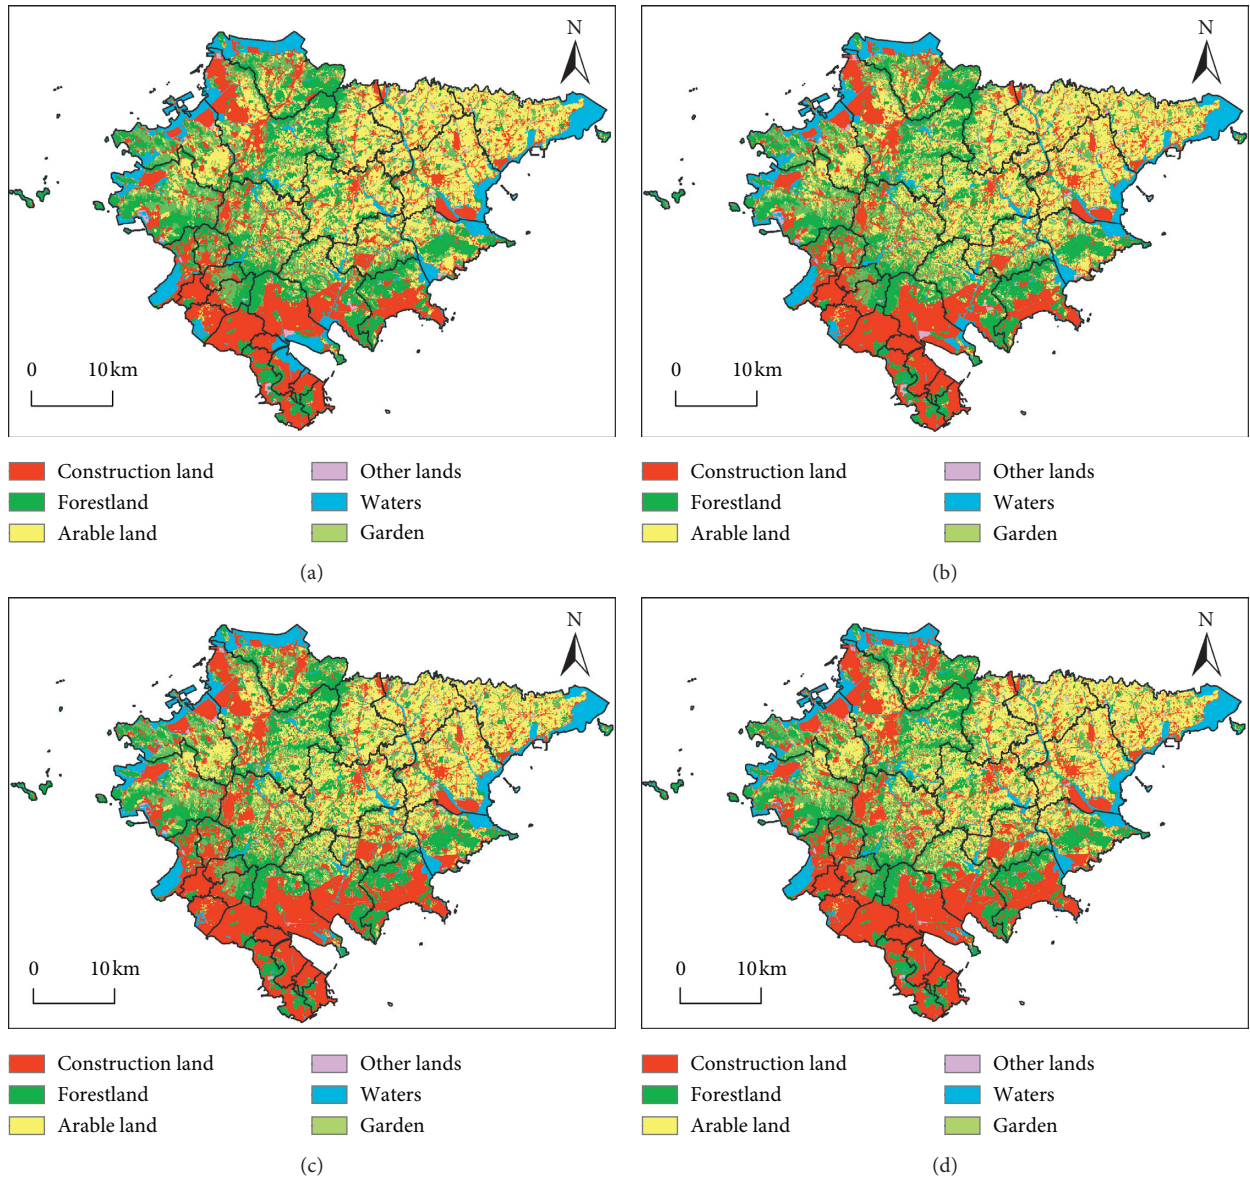 N
0 10 km
Construction land
Forestland
Arable land
Other lands
Waters
Garden
(a)
N
0 10 km
Construction land
Forestland
Arable land
Other lands
Waters
Garden
(b)
N
0 10 km
Construction land
Forestland
Arable land
Other lands
Waters
Garden
(c)
N
0 10 km
Construction land
Forestland
Arable land
Other lands
Waters
Garden
(d)